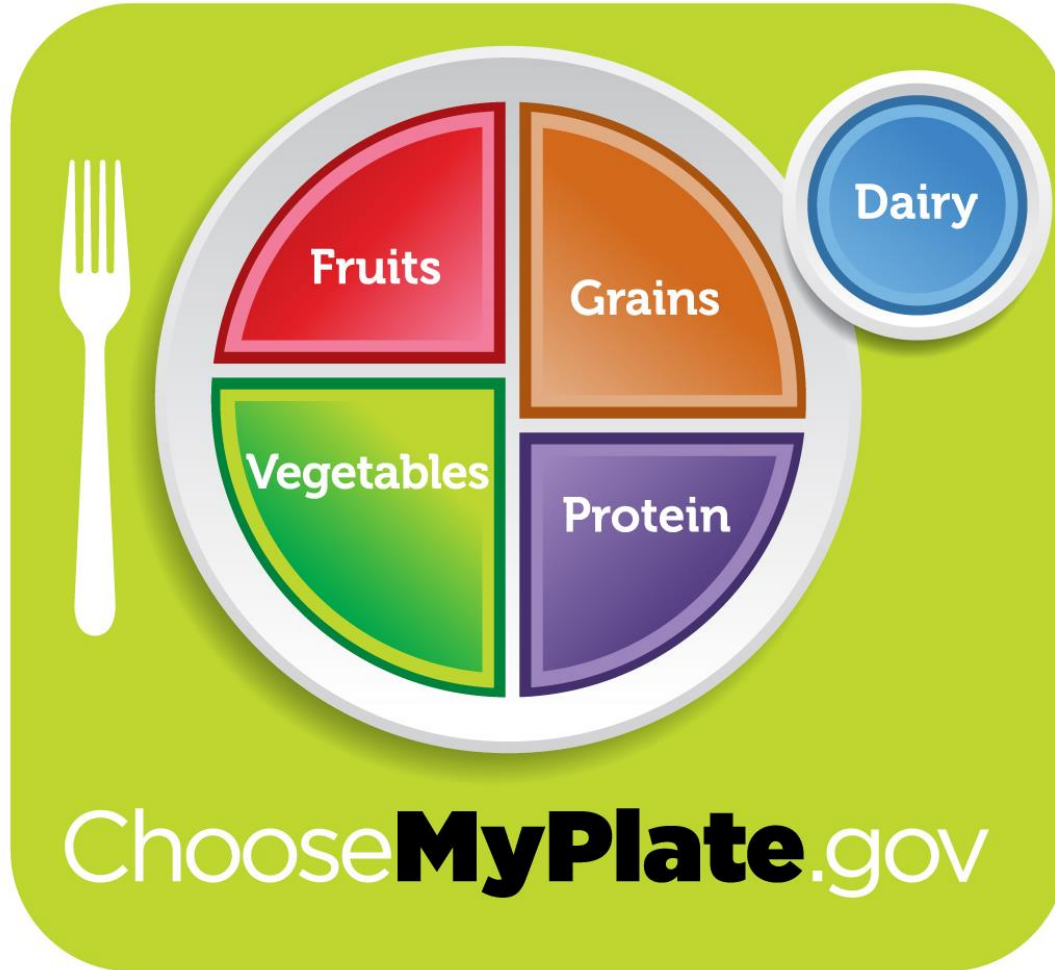 Fruits
Grains
Dairy
Vegetables
Protein
ChooseMyPlate.gov